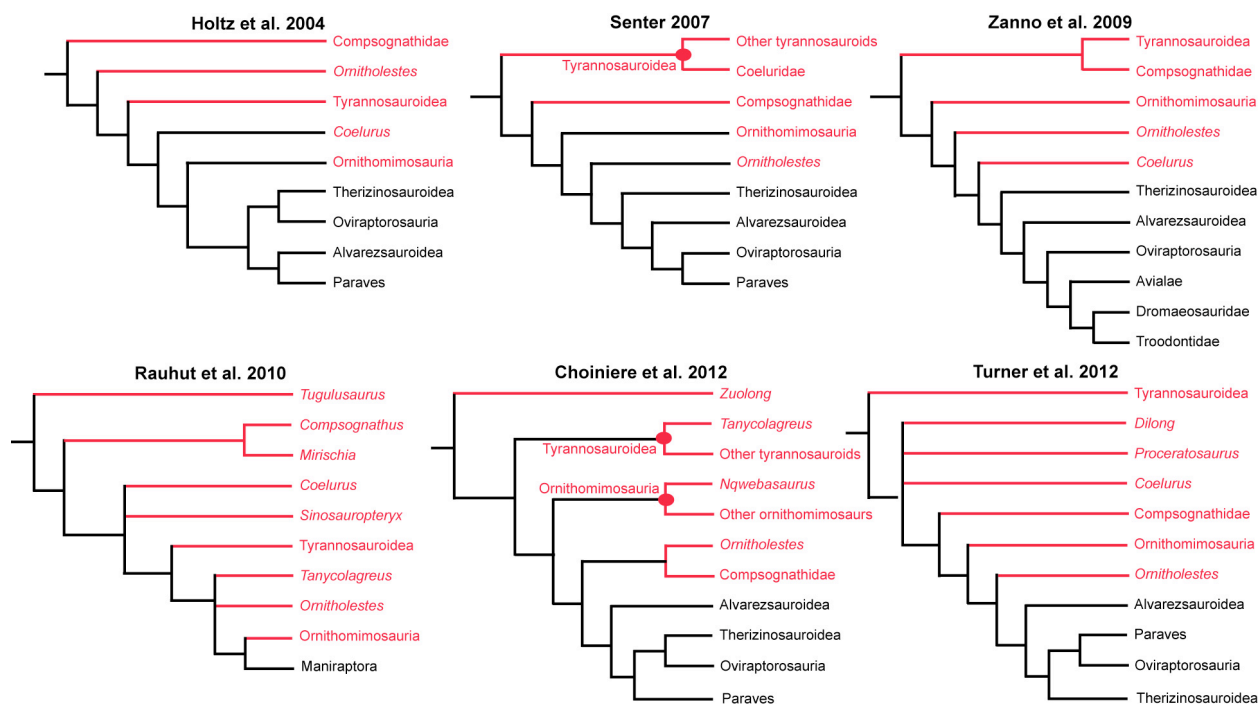 Holtz et al. 2004
Compsognathidae
Ornitholestes
Tyrannosauroidea
Coelurus
Ornithomimosauria
Therizinosauroidea
Oviraptorosauria
Alvarezsauroidea
Paraves
Senter 2007
Other tyrannosauroids
Tyrannosauroidea
Coeluridae
Compsognathidae
Ornithomimosauria
Ornitholestes
Therizinosauroidea
Alvarezsauroidea
Oviraptorosauria
Paraves
Zanno et al. 2009
Tyrannosauroidea
Compsognathidae
Ornithomimosauria
Ornitholestes
Coelurus
Therizinosauroidea
Alvarezsauroidea
Oviraptorosauria
Avialae
Dromaeosauridae
Troodontidae
Rauhut et al. 2010
Tugulusaurus
Compsognathus
Mirischia
Coelurus
Sinosauropteryx
Tyrannosauroidea
Tanycolagreus
Ornitholestes
Ornithomimosauria
Maniraptora
Choiniere et al. 2012
Zuolong
Tanycolagreus
Tyrannosauroidea
Other tyrannosauroids
Nqwebasaurus
Ornithomimosauria
Other ornithomimosaurs
Ornitholestes
Compsognathidae
Alvarezsauroidea
Therizinosauroidea
Oviraptorosauria
Paraves
Turner et al. 2012
Tyrannosauroidea
Dilong
Proceratosaurus
Coelurus
Compsognathidae
Ornithomimosauria
Ornitholestes
Alvarezsauroidea
Paraves
Oviraptorosauria
Therizinosauroidea